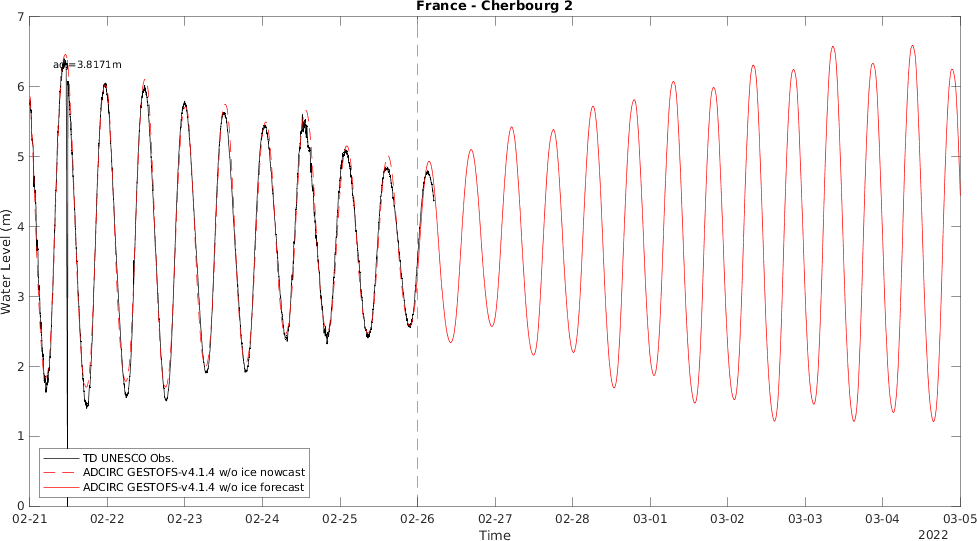 France - Cherbourg 2
7
6
5
4
3
2
1
0
Water Level (m)
=3.8171m
TD UNESCO Obs.
ADCIRC GESTOFS-v4.1.4 w/o ice nowcast
ADCIRC GESTOFS-v4.1.4 w/o ice forecast
02-21 02-22 02-23 02-24 02-25 02-26 02-27 02-28 03-01 03-02 03-03 03-04 03-05
Time
2022